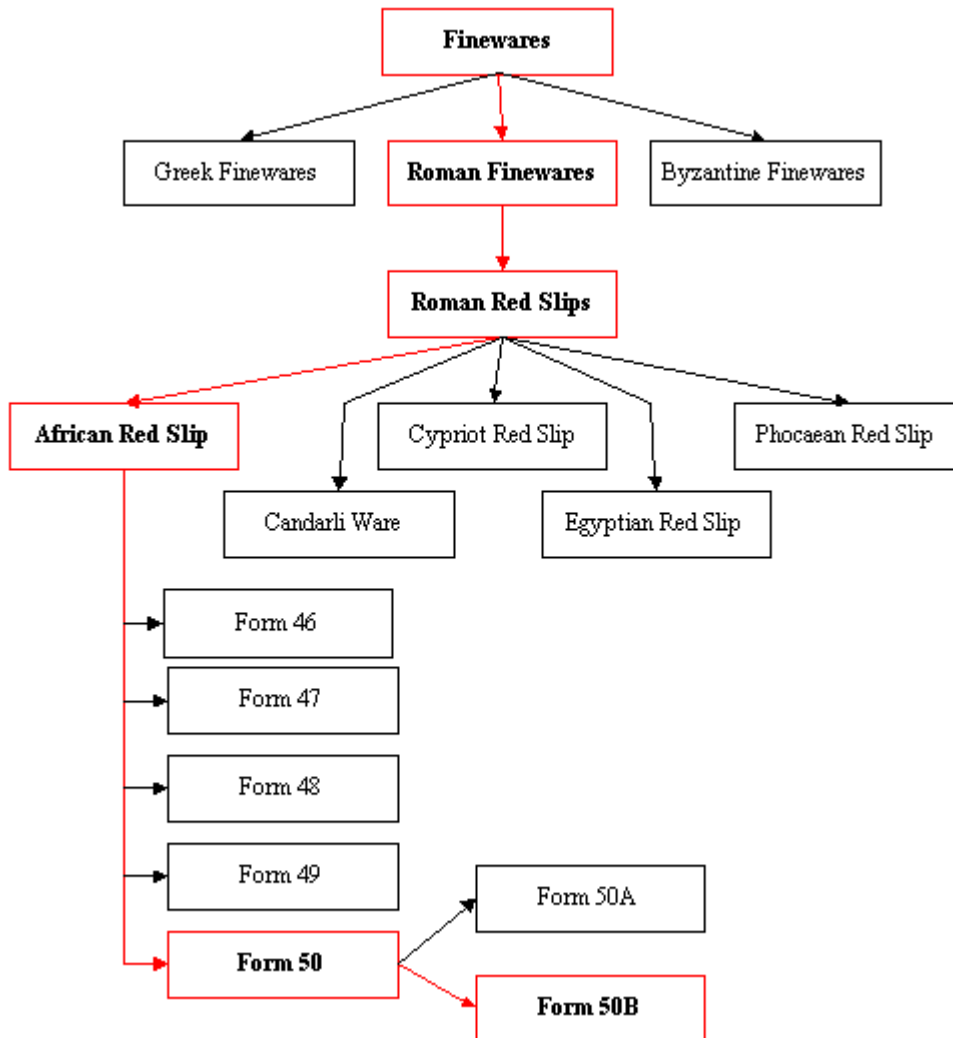 Finewares
Greek Finewares
Roman Finewares
Byzantine Finewares
Roman Red Slips
African Red Slip
Cypriot Red Slip
Phocaean Red Slip
Candarli Ware
Egyptian Red Slip
Form 46
Form 47
Form 48
Form 49
Form 50A
Form 50
Form 50B